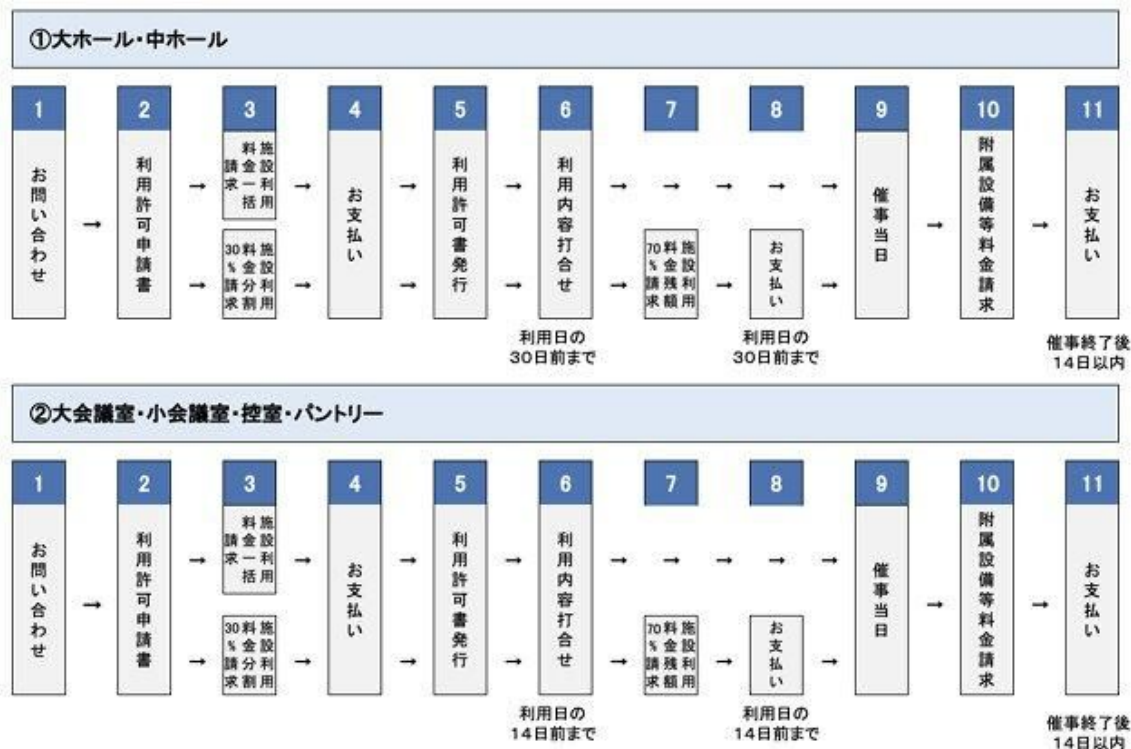 ①大ホール・中ホール
1
お問い合わせ
→
2
利用許可申請書
→
→
3
施設利用
料金一括
請求
施設利用
料金分割
30%請求
→
→
4
お支払い
→
→
5
利用許可書発行
→
→
6
利用内容打合せ
利用日の
30日前まで
→
→
7
→
施設利用
料金残額
70%請求
→
→
8
→
お支払い
利用日の
30日前まで
→
→
9
催事当日
→
10
附属設備等料金請求
→
11
お支払い
催事終了後
14日以内
②大会議室・小会議室・控室・パントリー
1
お問い合わせ
→
2
利用許可申請書
→
→
3
施設利用
料金一括
請求
施設利用
料金分割
30%請求
→
→
4
お支払い
→
→
5
利用許可書発行
→
→
6
利用内容打合せ
利用日の
14日前まで
→
→
7
→
施設利用
料金残額
70%請求
→
→
8
→
お支払い
利用日の
14日前まで
→
→
9
催事当日
→
10
附属設備等料金請求
→
11
お支払い
催事終了後
14日以内